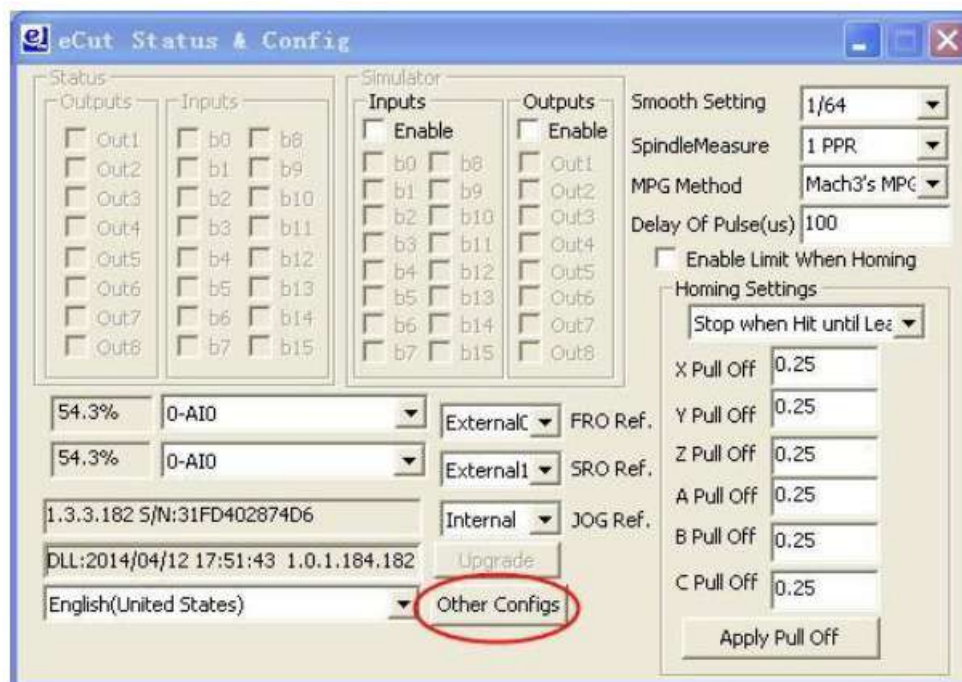 eCut Status & Config
Status
Outputs
Out1
Out2
Out3
Out4
Out5
Out6
Out7
Out8
Inputs
b0 b8
b1 b9
b2 b10
b3 b11
b4 b12
b5 b13
b6 b14
b7 b15
Simulator
Inputs
Enable
b0 b8
b1 b9
b2 b10
b3 b11
b4 b12
b5 b13
b6 b14
b7 b15
Outputs
Enable
Out1
Out2
Out3
Out4
Out5
Out6
Out7
Out8
Smooth Setting 1/64
SpindleMeasure 1 PPR
MPG Method Mach3's MPG
Delay Of Pulse(us) 100
Enable Limit When Homing
Homing Settings
Stop when Hit until Lea
X Pull Off 0.25
Y Pull Off 0.25
Z Pull Off 0.25
A Pull Off 0.25
B Pull Off 0.25
C Pull Off 0.25
Apply Pull Off
54.3% 0-AI0 External0 FRO Ref.
54.3% 0-AI0 External1 SRO Ref.
1.3.3.182 S/N:31FD402874D6 Internal JOG Ref.
DLL:2014/04/12 17:51:43 1.0.1.184.182 Upgrade
English(United States) Other Configs